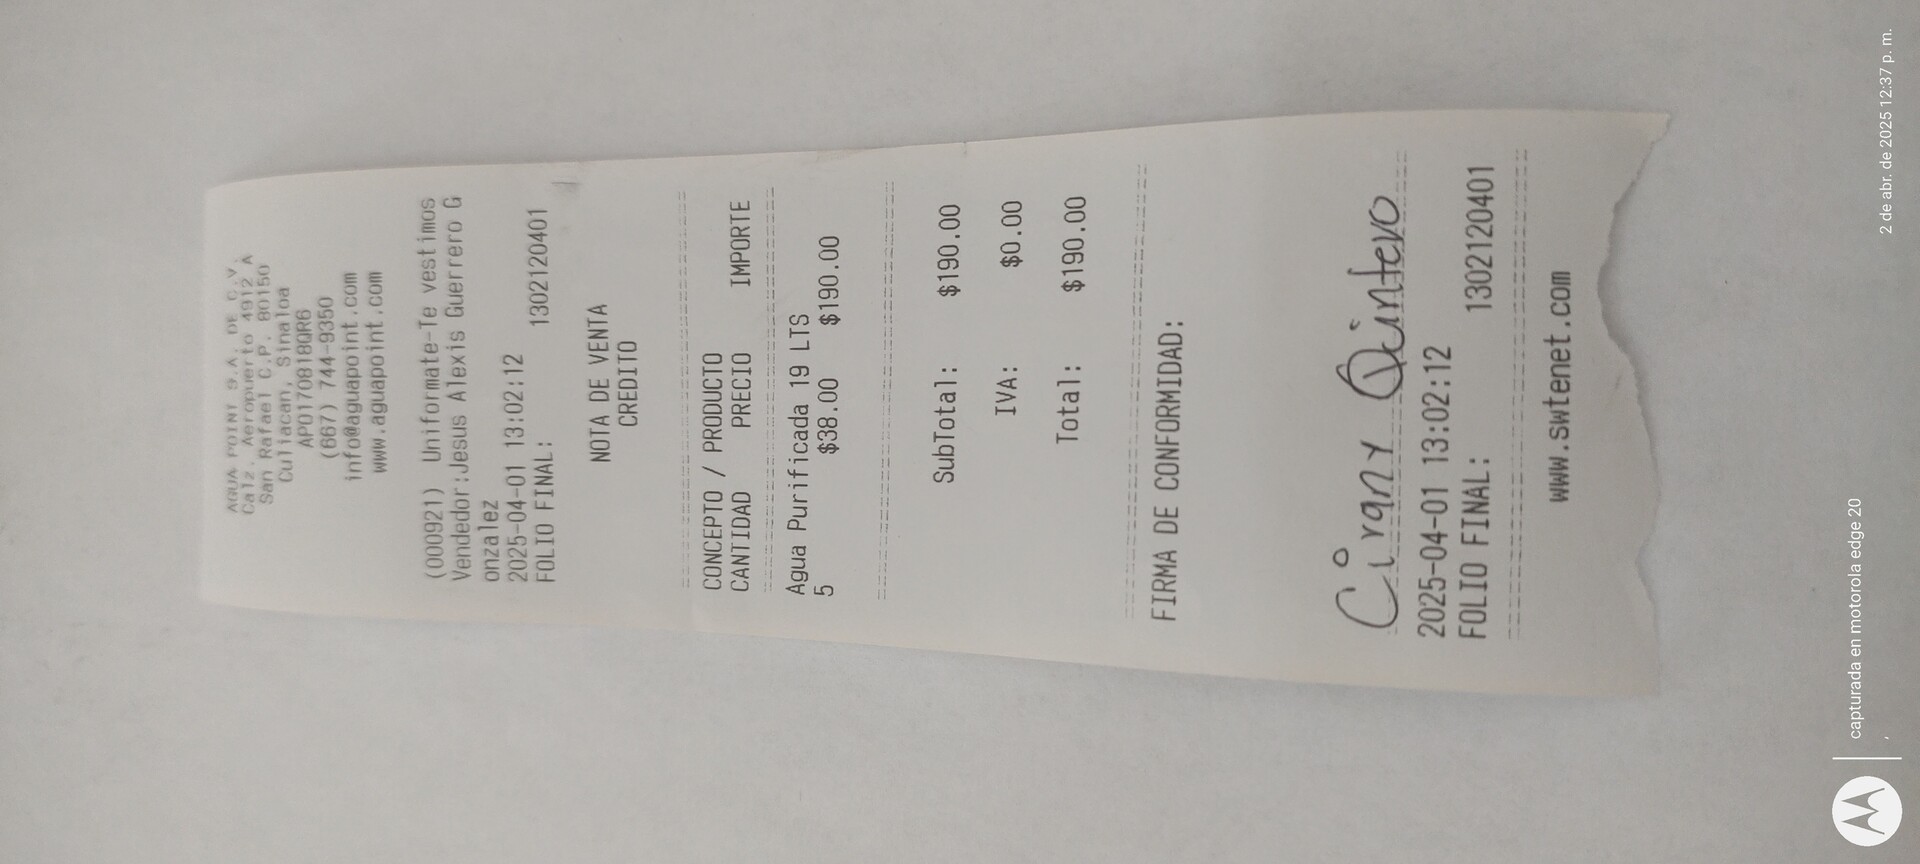 AGUA POINT S.A. DE C.V.
Calz. Aeropuerto 4912 A
San Rafael C.P. 80150
Culiacan, Sinaloa
APO170818QR6
(667) 744-9350
info@aguapoint.com
www.aguapoint.com
(000921) Uniformate-Te vestimos
Vendedor:Jesus Alexis Guerrero G
onzalez
2025-04-01 13:02:12
FOLIO FINAL: 1302120401
NOTA DE VENTA
CREDITO
CONCEPTO / PRODUCTO
CANTIDAD PRECIO IMPORTE
Agua Purificada 19 LTS
5 $38.00 $190.00
SubTotal: $190.00
IVA: $0.00
Total: $190.00
FIRMA DE CONFORMIDAD:
Cirany Quintero
2025-04-01 13:02:12
FOLIO FINAL: 1302120401
www.swtenet.com
capturada en motorola edge 20
2 de abr. de 2025 12:37 p. m.